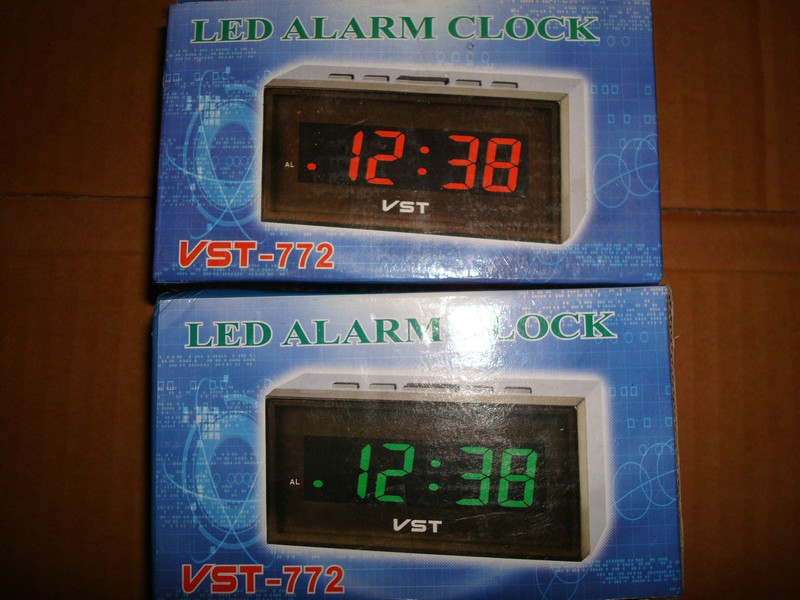 LED ALARM CLOCK
AL . 12:38
VST
VST-772
LED ALARM CLOCK
AL . 12:38
VST
VST-772